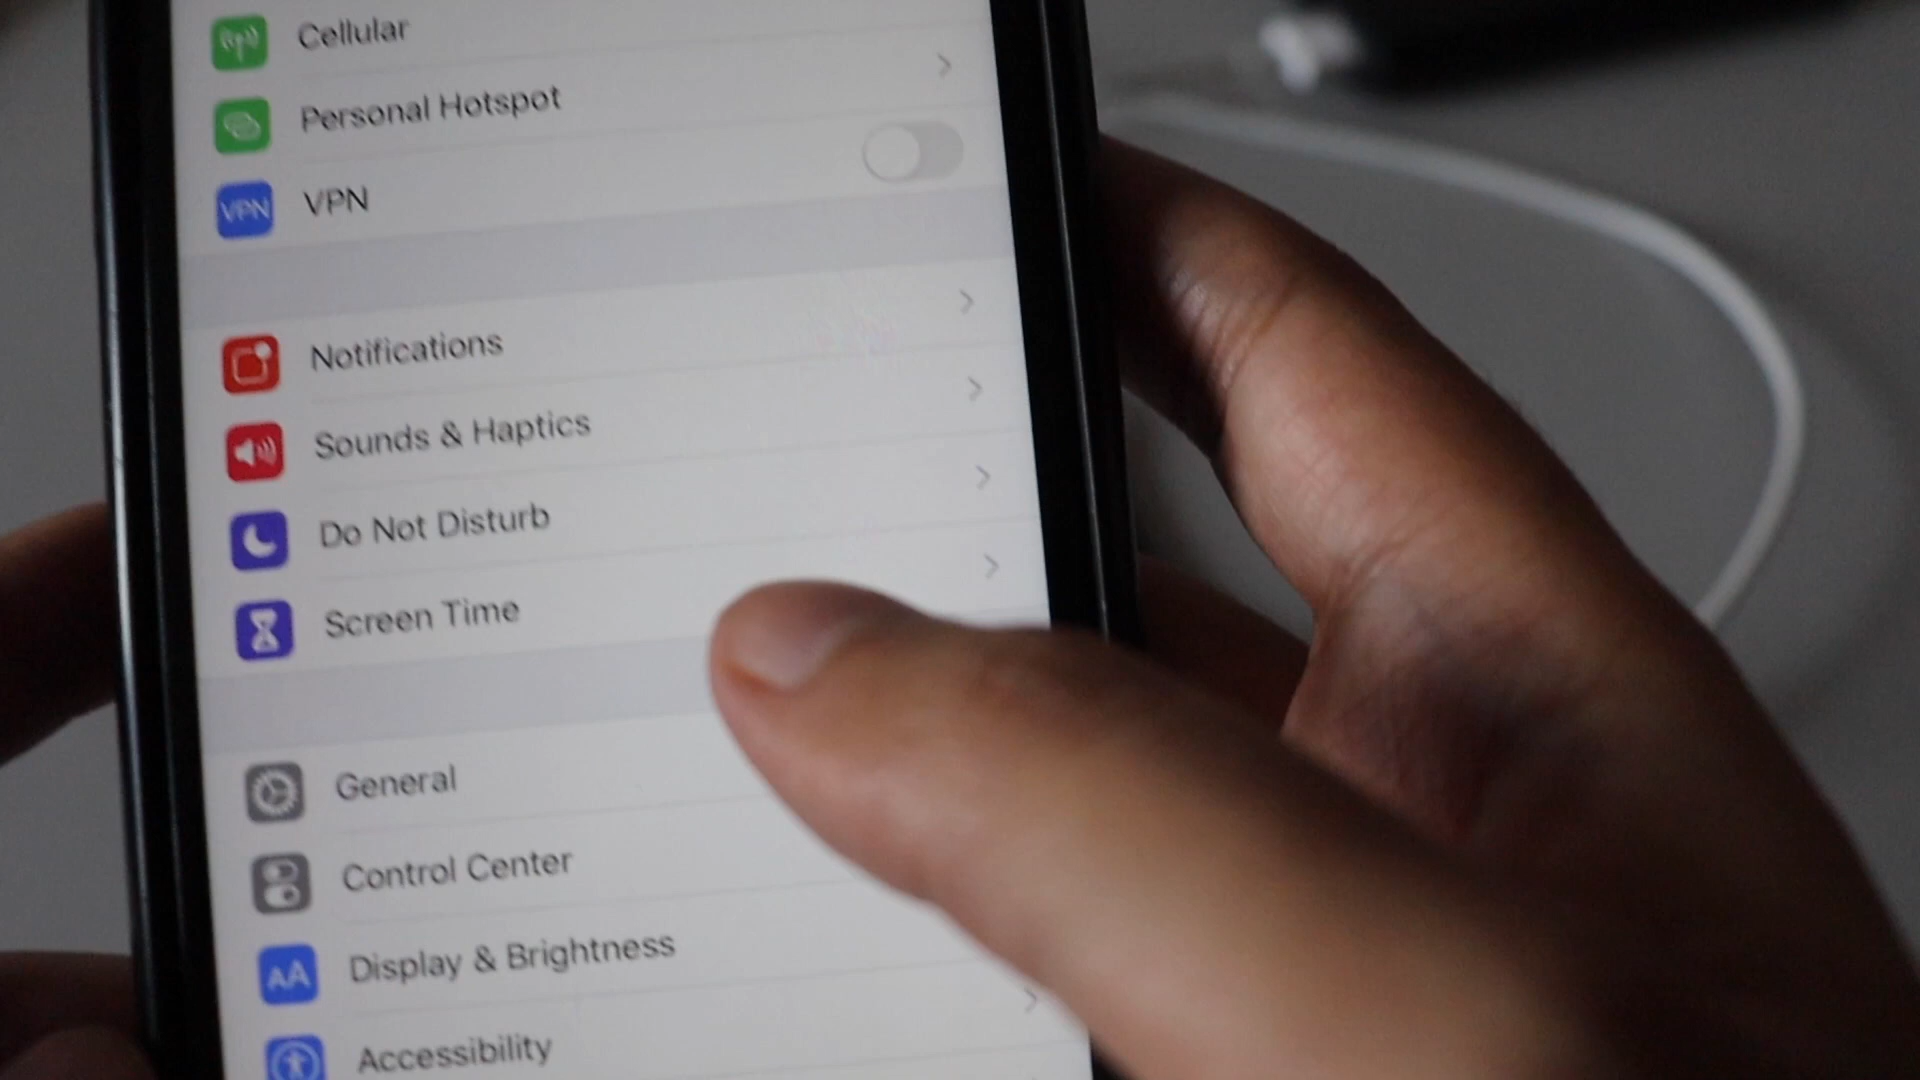 Cellular
Personal Hotspot
VPN VPN
Notifications
Sounds & Haptics
Do Not Disturb
Screen Time
General
Control Center
AA Display & Brightness
Accessibility